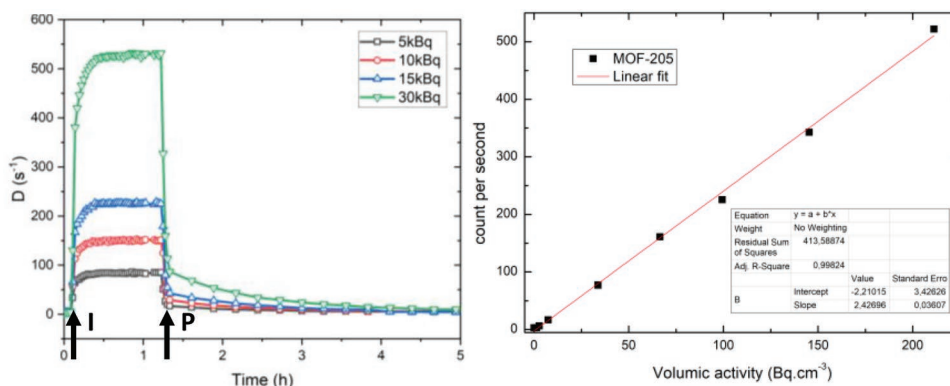 600
500
400
300
200
100
0
D (s⁻¹)
5kBq
10kBq
15kBq
30kBq
I
P
0 1 2 3 4 5
Time (h)
500
400
300
200
100
0
count per second
MOF-205
Linear fit
Equation y = a + b*x
Weight No Weighting
Residual Sum
of Squares 413,58874
Adj. R-Square 0,99824
Value Standard Erro
B
Intercept -2,21015 3,42626
Slope 2,42696 0,03607
0 50 100 150 200
Volumic activity (Bq.cm⁻³)